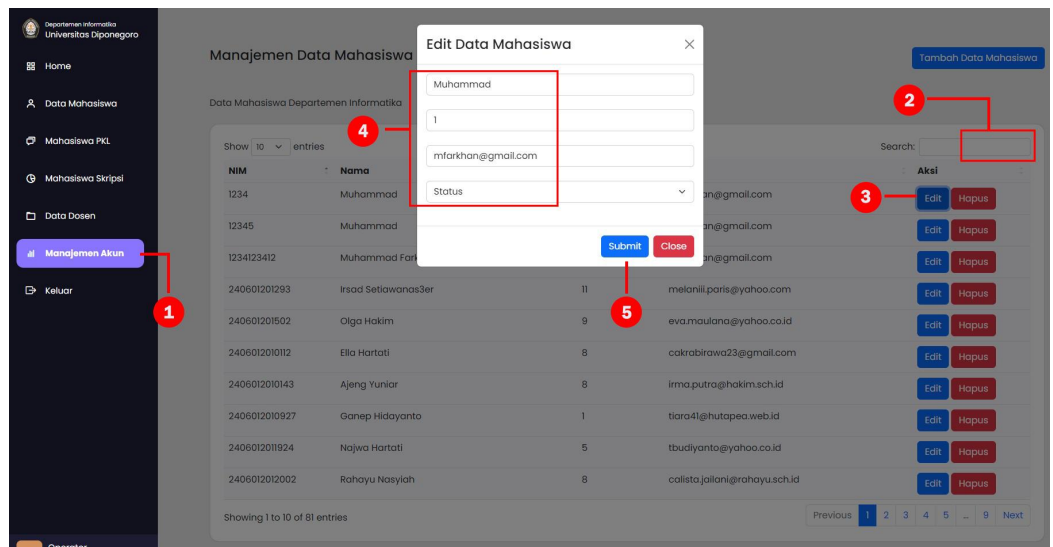 Departemen Informatika
Universitas Diponegoro
Home
Data Mahasiswa
Mahasiswa PKL
Mahasiswa Skripsi
Data Dosen
Manajemen Akun
Keluar
Operator
1
Manajemen Data Mahasiswa
Tambah Data Mahasiswa
Data Mahasiswa Departemen Informatika
2
Show 10 entries
Search:
NIM Nama Aksi
1234 Muhammad an@gmail.com Edit Hapus
12345 Muhammad an@gmail.com Edit Hapus
1234123412 Muhammad Fark an@gmail.com Edit Hapus
240601201293 Irsad Setiawanas3er 11 melaniii.paris@yahoo.com Edit Hapus
240601201502 Olga Hakim 9 eva.maulana@yahoo.co.id Edit Hapus
2406012010112 Ella Hartati 8 cakrabirawa23@gmail.com Edit Hapus
2406012010143 Ajeng Yuniar 8 irma.putra@hakim.sch.id Edit Hapus
2406012010927 Ganep Hidayanto 1 tiara41@hutapea.web.id Edit Hapus
2406012011924 Najwa Hartati 5 tbudiyanto@yahoo.co.id Edit Hapus
2406012012002 Rahayu Nasyiah 8 calista.jailani@rahayu.sch.id Edit Hapus
Showing 1 to 10 of 81 entries
Previous 1 2 3 4 5 … 9 Next
Edit Data Mahasiswa
Muhammad
1
mfarkhan@gmail.com
Status
Submit Close
4
3
5